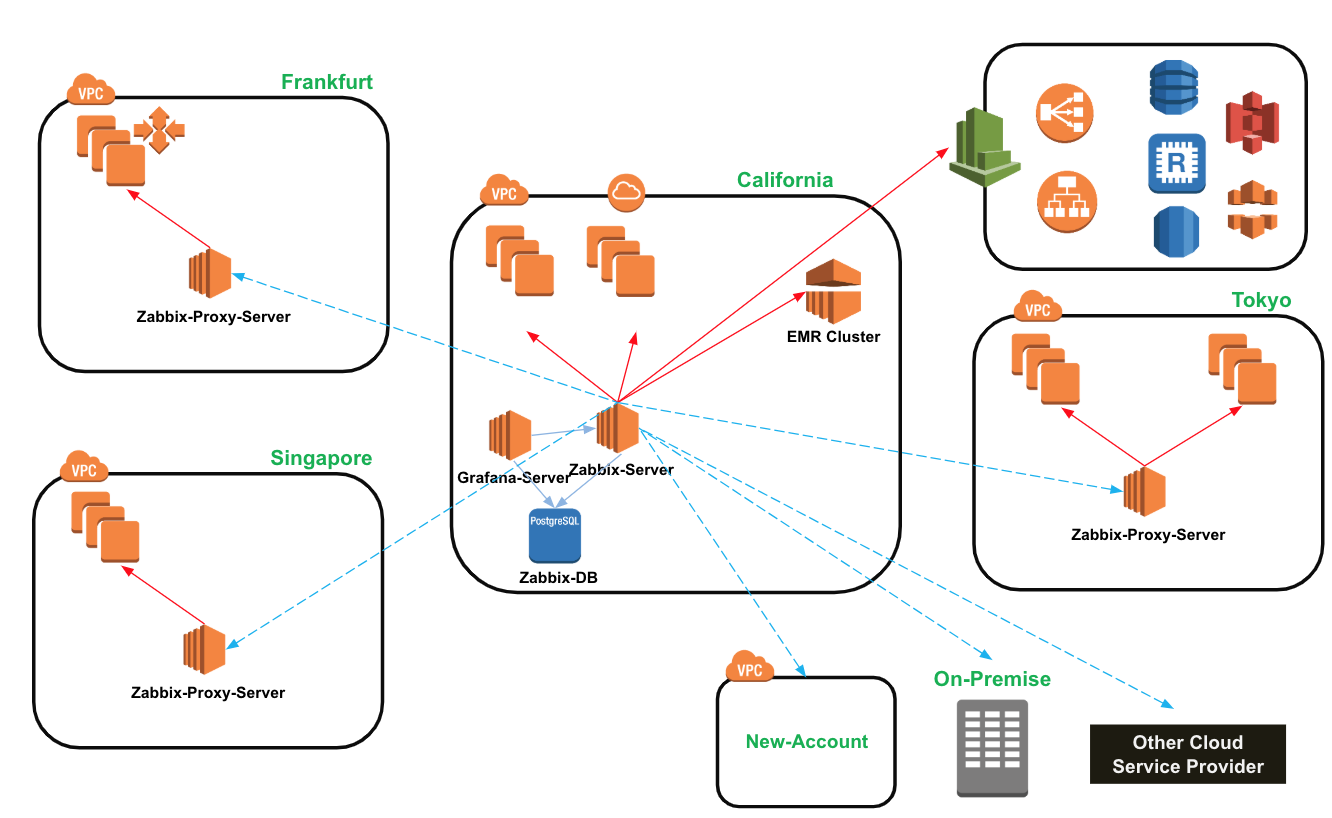 Frankfurt
VPC
Zabbix-Proxy-Server
California
VPC
EMR Cluster
Grafana-Server
Zabbix-Server
PostgreSQL
Zabbix-DB
R
Tokyo
VPC
Zabbix-Proxy-Server
Singapore
VPC
Zabbix-Proxy-Server
VPC
New-Account
On-Premise
Other Cloud
Service Provider